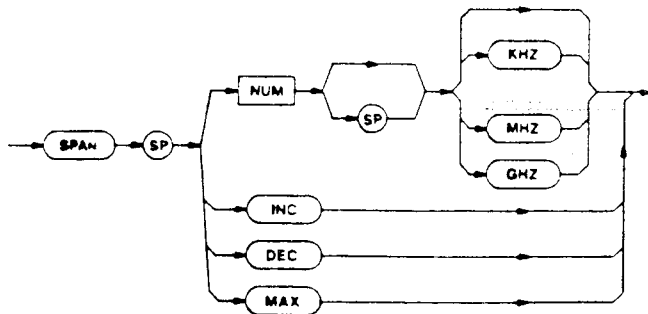 KHZ
NUM
SP
SPAN SP
MHZ
GHZ
INC
DEC
MAX